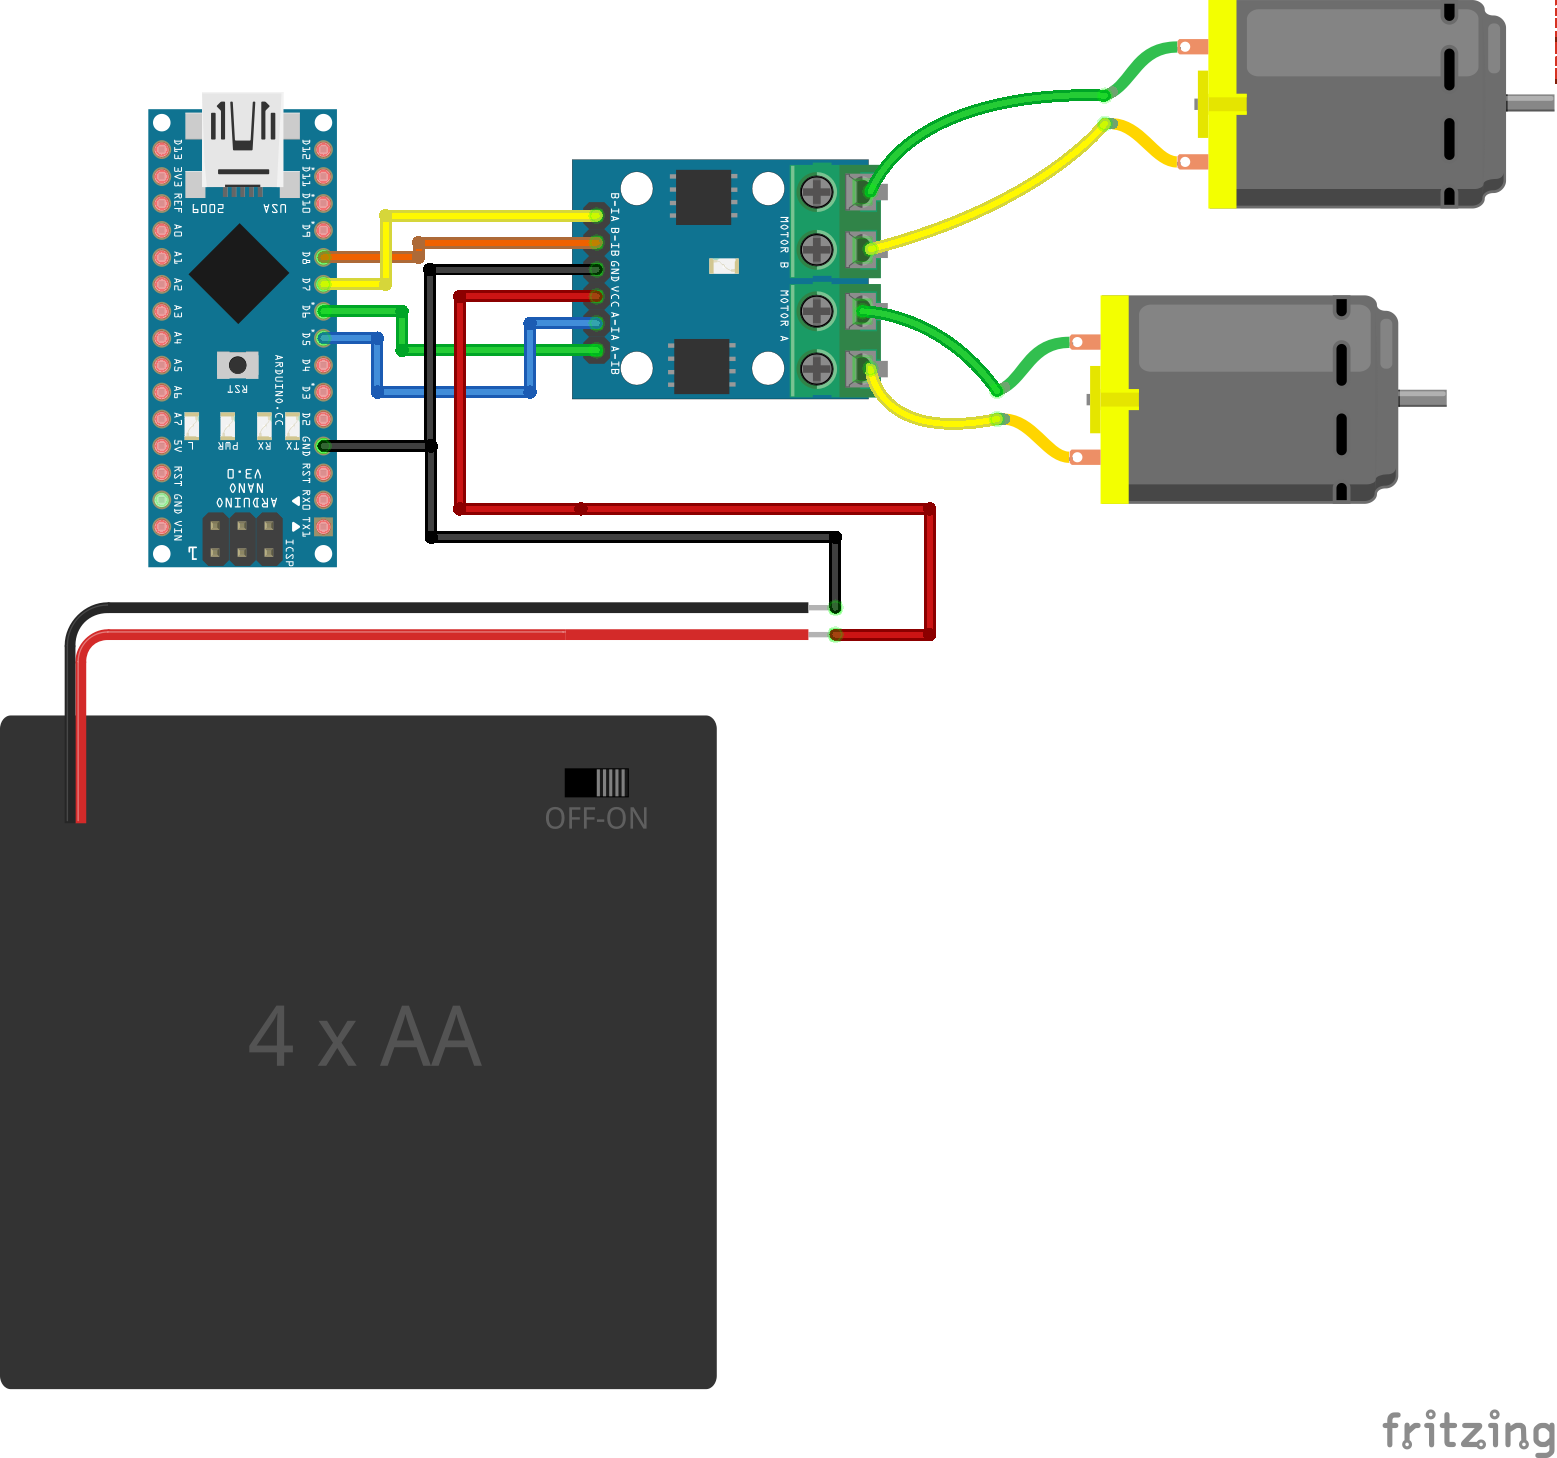 D13
3V3
REF
A0
A1
A2
A3
A4
A5
A6
A7
5V
RST
GND
VIN
D12
D11
D10
D9
D8
D7
D6
D5
D4
D3
D2
GND
RST
RX0
TX1
2009
USA
RST
ARDUINO.CC
L
PWR
RX
TX
ARDUINO
NANO
V3.0
1
ICSP
B-IA
B-IB
GND
VCC
A-IA
A-IB
MOTOR B
MOTOR A
OFF-ON
4 x AA
fritzing